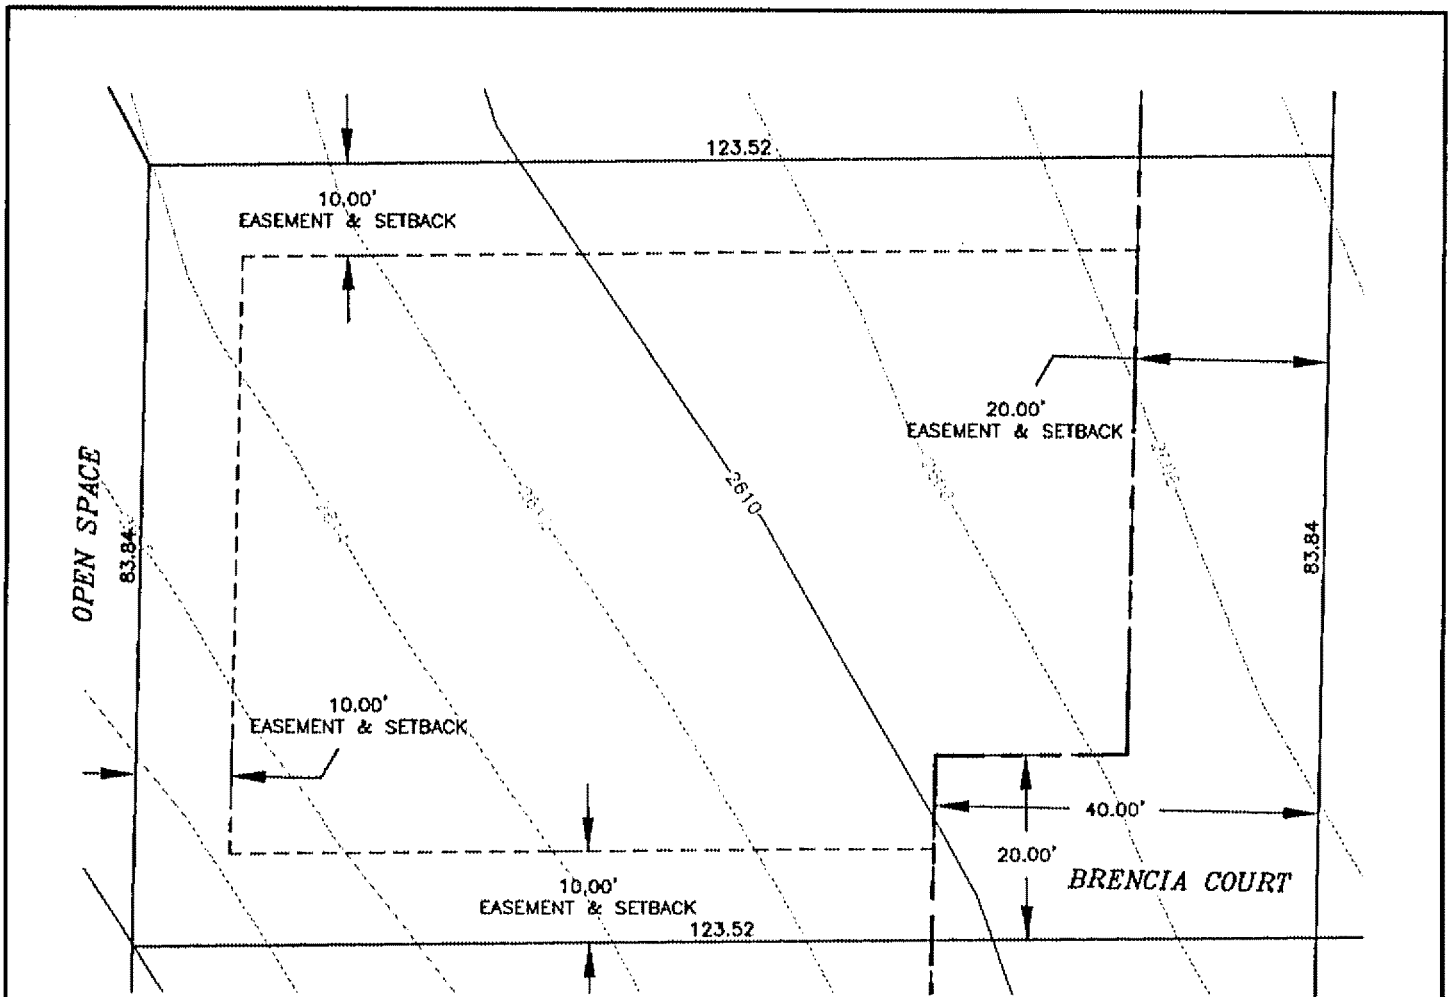 123.52
10.00'
EASEMENT & SETBACK
20.00'
EASEMENT & SETBACK
2610
OPEN SPACE
83.84
83.84
10.00'
EASEMENT & SETBACK
40.00'
20.00'
BRENCIA COURT
10.00'
EASEMENT & SETBACK
123.52